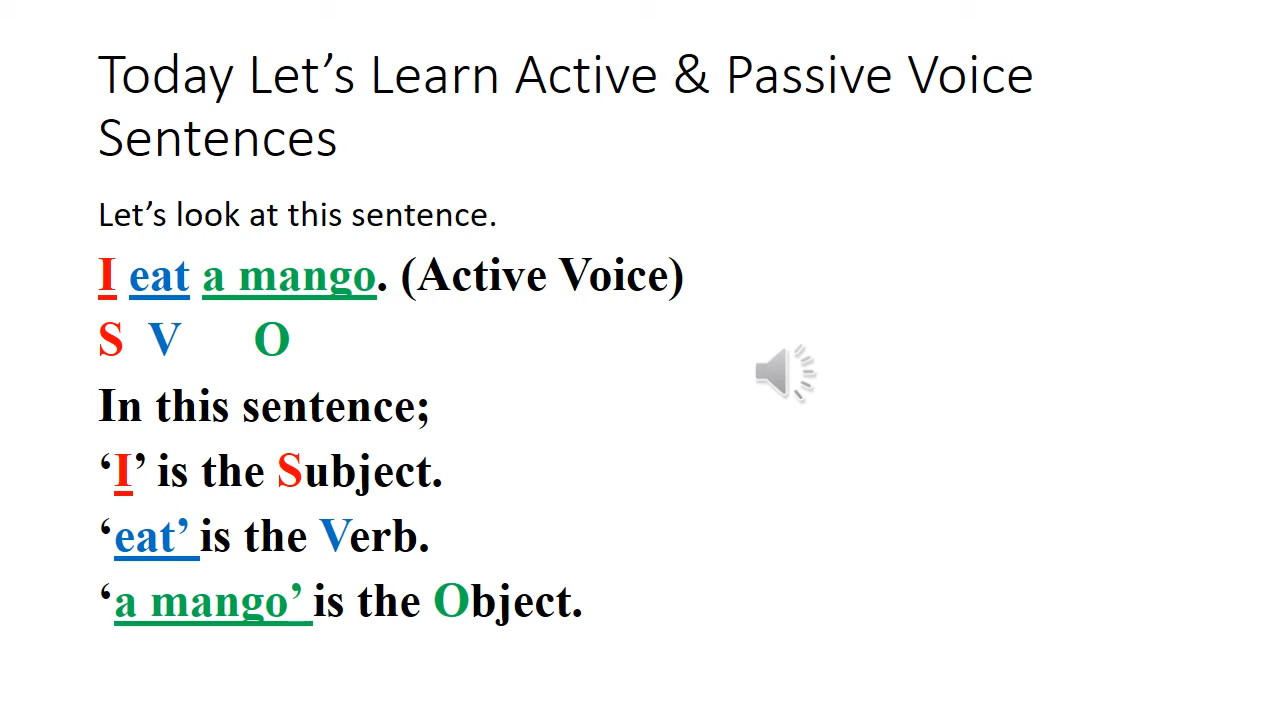 Today Let’s Learn Active & Passive Voice
Sentences
Let’s look at this sentence.
I eat a mango. (Active Voice)
S V O
In this sentence;
‘I’ is the Subject.
‘eat’ is the Verb.
‘a mango’ is the Object.